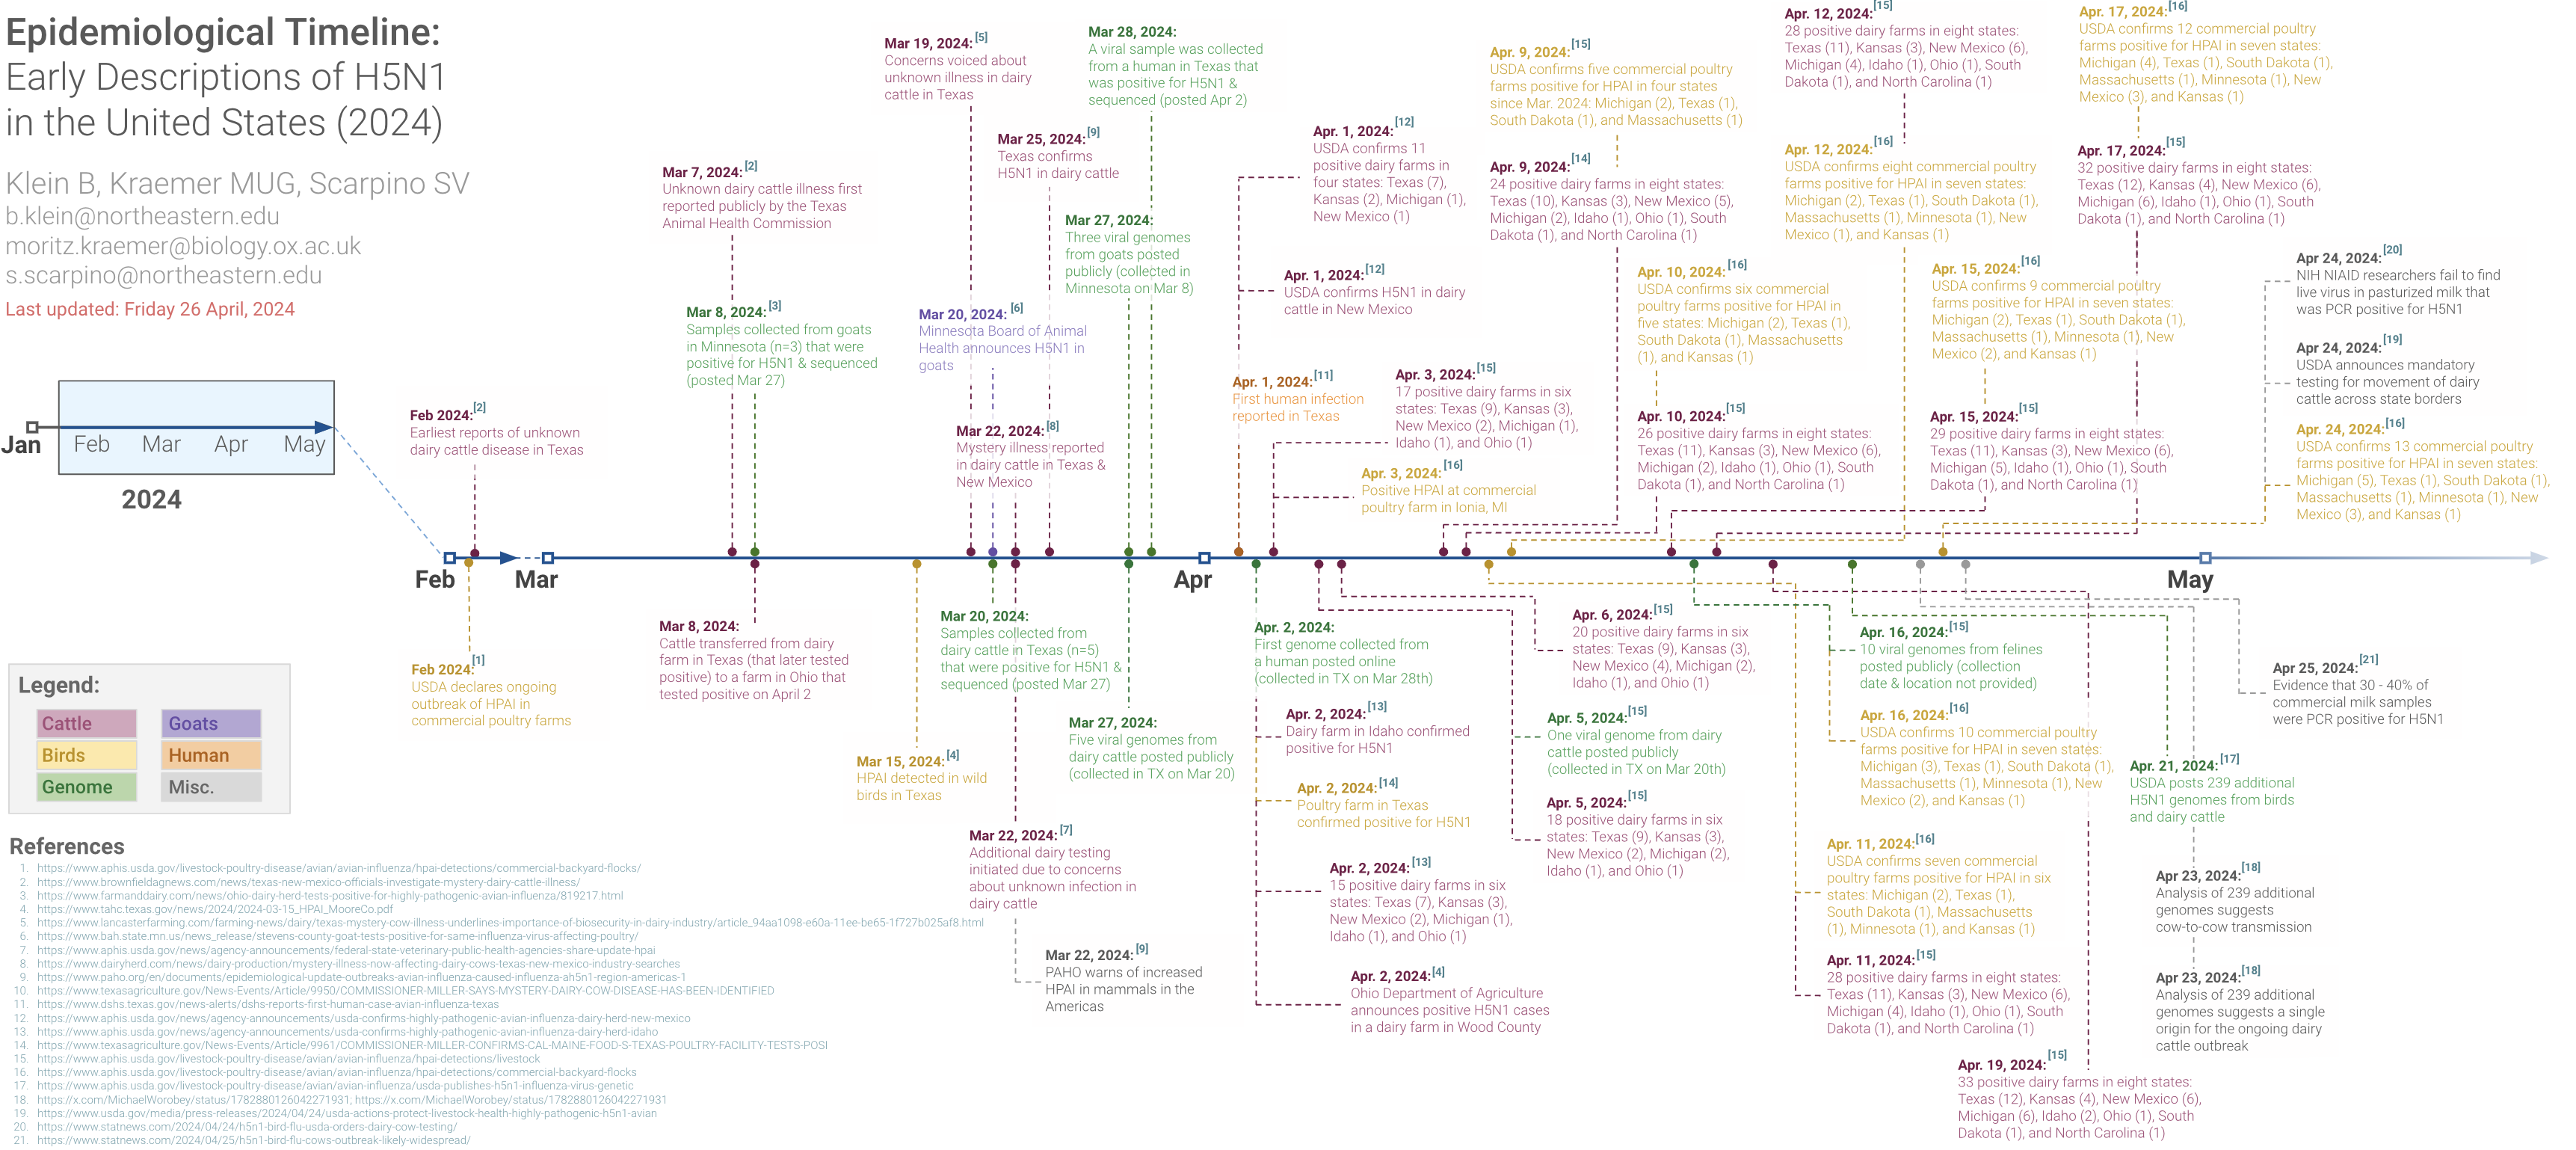 Epidemiological Timeline:
Early Descriptions of H5N1
in the United States (2024)
Klein B, Kraemer MUG, Scarpino SV
b.klein@northeastern.edu
moritz.kraemer@biology.ox.ac.uk
s.scarpino@northeastern.edu
Last updated: Friday 26 April, 2024
Jan
Feb Mar Apr May
2024
Feb
Mar
Apr
May
Feb 2024:[2]
Earliest reports of unknown
dairy cattle disease in Texas
Feb 2024:[1]
USDA declares ongoing
outbreak of HPAI in
commercial poultry farms
Mar 7, 2024:[2]
Unknown dairy cattle illness first
reported publicly by the Texas
Animal Health Commission
Mar 8, 2024:[3]
Samples collected from goats
in Minnesota (n=3) that were
positive for H5N1 & sequenced
(posted Mar 27)
Mar 8, 2024:
Cattle transferred from dairy
farm in Texas (that later tested
positive) to a farm in Ohio that
tested positive on April 2
Mar 15, 2024:[4]
HPAI detected in wild
birds in Texas
Mar 19, 2024:[5]
Concerns voiced about
unknown illness in dairy
cattle in Texas
Mar 20, 2024:[6]
Minnesota Board of Animal
Health announces H5N1 in
goats
Mar 20, 2024:
Samples collected from
dairy cattle in Texas (n=5)
that were positive for H5N1 &
sequenced (posted Mar 27)
Mar 22, 2024:[8]
Mystery illness reported
in dairy cattle in Texas &
New Mexico
Mar 22, 2024:[7]
Additional dairy testing
initiated due to concerns
about unknown infection in
dairy cattle
Mar 22, 2024:[9]
PAHO warns of increased
HPAI in mammals in the
Americas
Mar 25, 2024:[9]
Texas confirms
H5N1 in dairy cattle
Mar 27, 2024:
Three viral genomes
from goats posted
publicly (collected in
Minnesota on Mar 8)
Mar 27, 2024:
Five viral genomes from
dairy cattle posted publicly
(collected in TX on Mar 20)
Mar 28, 2024:
A viral sample was collected
from a human in Texas that
was positive for H5N1 &
sequenced (posted Apr 2)
Apr. 1, 2024:[12]
USDA confirms 11
positive dairy farms in
four states: Texas (7),
Kansas (2), Michigan (1),
New Mexico (1)
Apr. 1, 2024:[12]
USDA confirms H5N1 in dairy
cattle in New Mexico
Apr. 1, 2024:[11]
First human infection
reported in Texas
Apr. 2, 2024:
First genome collected from
a human posted online
(collected in TX on Mar 28th)
Apr. 2, 2024:[13]
Dairy farm in Idaho confirmed
positive for H5N1
Apr. 2, 2024:[14]
Poultry farm in Texas
confirmed positive for H5N1
Apr. 2, 2024:[13]
15 positive dairy farms in six
states: Texas (7), Kansas (3),
New Mexico (2), Michigan (1),
Idaho (1), and Ohio (1)
Apr. 2, 2024:[4]
Ohio Department of Agriculture
announces positive H5N1 cases
in a dairy farm in Wood County
Apr. 3, 2024:[15]
17 positive dairy farms in six
states: Texas (9), Kansas (3),
New Mexico (2), Michigan (1),
Idaho (1), and Ohio (1)
Apr. 3, 2024:[16]
Positive HPAI at commercial
poultry farm in Ionia, MI
Apr. 6, 2024:[15]
20 positive dairy farms in six
states: Texas (9), Kansas (3),
New Mexico (4), Michigan (2),
Idaho (1), and Ohio (1)
Apr. 5, 2024:[15]
One viral genome from dairy
cattle posted publicly
(collected in TX on Mar 20th)
Apr. 5, 2024:[15]
18 positive dairy farms in six
states: Texas (9), Kansas (3),
New Mexico (2), Michigan (2),
Idaho (1), and Ohio (1)
Apr. 9, 2024:[15]
USDA confirms five commercial poultry
farms positive for HPAI in four states
since Mar. 2024: Michigan (2), Texas (1),
South Dakota (1), and Massachusetts (1)
Apr. 9, 2024:[14]
24 positive dairy farms in eight states:
Texas (10), Kansas (3), New Mexico (5),
Michigan (2), Idaho (1), Ohio (1), South
Dakota (1), and North Carolina (1)
Apr. 10, 2024:[16]
USDA confirms six commercial
poultry farms positive for HPAI in
five states: Michigan (2), Texas (1),
South Dakota (1), Massachusetts
(1), and Kansas (1)
Apr. 10, 2024:[15]
26 positive dairy farms in eight states:
Texas (11), Kansas (3), New Mexico (6),
Michigan (2), Idaho (1), Ohio (1), South
Dakota (1), and North Carolina (1)
Apr. 12, 2024:[15]
28 positive dairy farms in eight states:
Texas (11), Kansas (3), New Mexico (6),
Michigan (4), Idaho (1), Ohio (1), South
Dakota (1), and North Carolina (1)
Apr. 12, 2024:[16]
USDA confirms eight commercial poultry
farms positive for HPAI in seven states:
Michigan (2), Texas (1), South Dakota (1),
Massachusetts (1), Minnesota (1), New
Mexico (1), and Kansas (1)
Apr. 15, 2024:[16]
USDA confirms 9 commercial poultry
farms positive for HPAI in seven states:
Michigan (2), Texas (1), South Dakota (1),
Massachusetts (1), Minnesota (1), New
Mexico (2), and Kansas (1)
Apr. 15, 2024:[15]
29 positive dairy farms in eight states:
Texas (11), Kansas (3), New Mexico (6),
Michigan (5), Idaho (1), Ohio (1), South
Dakota (1), and North Carolina (1)
Apr. 17, 2024:[16]
USDA confirms 12 commercial poultry
farms positive for HPAI in seven states:
Michigan (4), Texas (1), South Dakota (1),
Massachusetts (1), Minnesota (1), New
Mexico (3), and Kansas (1)
Apr. 17, 2024:[15]
32 positive dairy farms in eight states:
Texas (12), Kansas (4), New Mexico (6),
Michigan (6), Idaho (1), Ohio (1), South
Dakota (1), and North Carolina (1)
Apr 24, 2024:[20]
NIH NIAID researchers fail to find
live virus in pasturized milk that
was PCR positive for H5N1
Apr 24, 2024:[19]
USDA announces mandatory
testing for movement of dairy
cattle across state borders
Apr. 24, 2024:[16]
USDA confirms 13 commercial poultry
farms positive for HPAI in seven states:
Michigan (5), Texas (1), South Dakota (1),
Massachusetts (1), Minnesota (1), New
Mexico (3), and Kansas (1)
Apr. 16, 2024:[15]
10 viral genomes from felines
posted publicly (collection
date & location not provided)
Apr. 16, 2024:[16]
USDA confirms 10 commercial poultry
farms positive for HPAI in seven states:
Michigan (3), Texas (1), South Dakota (1),
Massachusetts (1), Minnesota (1), New
Mexico (2), and Kansas (1)
Apr. 11, 2024:[16]
USDA confirms seven commercial
poultry farms positive for HPAI in six
states: Michigan (2), Texas (1),
South Dakota (1), Massachusetts
(1), Minnesota (1), and Kansas (1)
Apr. 11, 2024:[15]
28 positive dairy farms in eight states:
Texas (11), Kansas (3), New Mexico (6),
Michigan (4), Idaho (1), Ohio (1), South
Dakota (1), and North Carolina (1)
Apr. 19, 2024:[15]
33 positive dairy farms in eight states:
Texas (12), Kansas (4), New Mexico (6),
Michigan (6), Idaho (2), Ohio (1), South
Dakota (1), and North Carolina (1)
Apr. 21, 2024:[17]
USDA posts 239 additional
H5N1 genomes from birds
and dairy cattle
Apr 23, 2024:[18]
Analysis of 239 additional
genomes suggests
cow-to-cow transmission
Apr 23, 2024:[18]
Analysis of 239 additional
genomes suggests a single
origin for the ongoing dairy
cattle outbreak
Apr 25, 2024:[21]
Evidence that 30 - 40% of
commercial milk samples
were PCR positive for H5N1
Legend:
Cattle Goats
Birds Human
Genome Misc.
References
1. https://www.aphis.usda.gov/livestock-poultry-disease/avian/avian-influenza/hpai-detections/commercial-backyard-flocks/
2. https://www.brownfieldagnews.com/news/texas-new-mexico-officials-investigate-mystery-dairy-cattle-illness/
3. https://www.farmanddairy.com/news/ohio-dairy-herd-tests-positive-for-highly-pathogenic-avian-influenza/819217.html
4. https://www.tahc.texas.gov/news/2024/2024-03-15_HPAI_MooreCo.pdf
5. https://www.lancasterfarming.com/farming-news/dairy/texas-mystery-cow-illness-underlines-importance-of-biosecurity-in-dairy-industry/article_94aa1098-e60a-11ee-be65-1f727b025af8.html
6. https://www.bah.state.mn.us/news_release/stevens-county-goat-tests-positive-for-same-influenza-virus-affecting-poultry/
7. https://www.aphis.usda.gov/news/agency-announcements/federal-state-veterinary-public-health-agencies-share-update-hpai
8. https://www.dairyherd.com/news/dairy-production/mystery-illness-now-affecting-dairy-cows-texas-new-mexico-industry-searches
9. https://www.paho.org/en/documents/epidemiological-update-outbreaks-avian-influenza-caused-influenza-ah5n1-region-americas-1
10. https://www.texasagriculture.gov/News-Events/Article/9950/COMMISSIONER-MILLER-SAYS-MYSTERY-DAIRY-COW-DISEASE-HAS-BEEN-IDENTIFIED
11. https://www.dshs.texas.gov/news-alerts/dshs-reports-first-human-case-avian-influenza-texas
12. https://www.aphis.usda.gov/news/agency-announcements/usda-confirms-highly-pathogenic-avian-influenza-dairy-herd-new-mexico
13. https://www.aphis.usda.gov/news/agency-announcements/usda-confirms-highly-pathogenic-avian-influenza-dairy-herd-idaho
14. https://www.texasagriculture.gov/News-Events/Article/9961/COMMISSIONER-MILLER-CONFIRMS-CAL-MAINE-FOOD-S-TEXAS-POULTRY-FACILITY-TESTS-POSI
15. https://www.aphis.usda.gov/livestock-poultry-disease/avian/avian-influenza/hpai-detections/livestock
16. https://www.aphis.usda.gov/livestock-poultry-disease/avian/avian-influenza/hpai-detections/commercial-backyard-flocks
17. https://www.aphis.usda.gov/livestock-poultry-disease/avian/avian-influenza/usda-publishes-h5n1-influenza-virus-genetic
18. https://x.com/MichaelWorobey/status/1782880126042271931; https://x.com/MichaelWorobey/status/1782880126042271931
19. https://www.usda.gov/media/press-releases/2024/04/24/usda-actions-protect-livestock-health-highly-pathogenic-h5n1-avian
20. https://www.statnews.com/2024/04/24/h5n1-bird-flu-usda-orders-dairy-cow-testing/
21. https://www.statnews.com/2024/04/25/h5n1-bird-flu-cows-outbreak-likely-widespread/